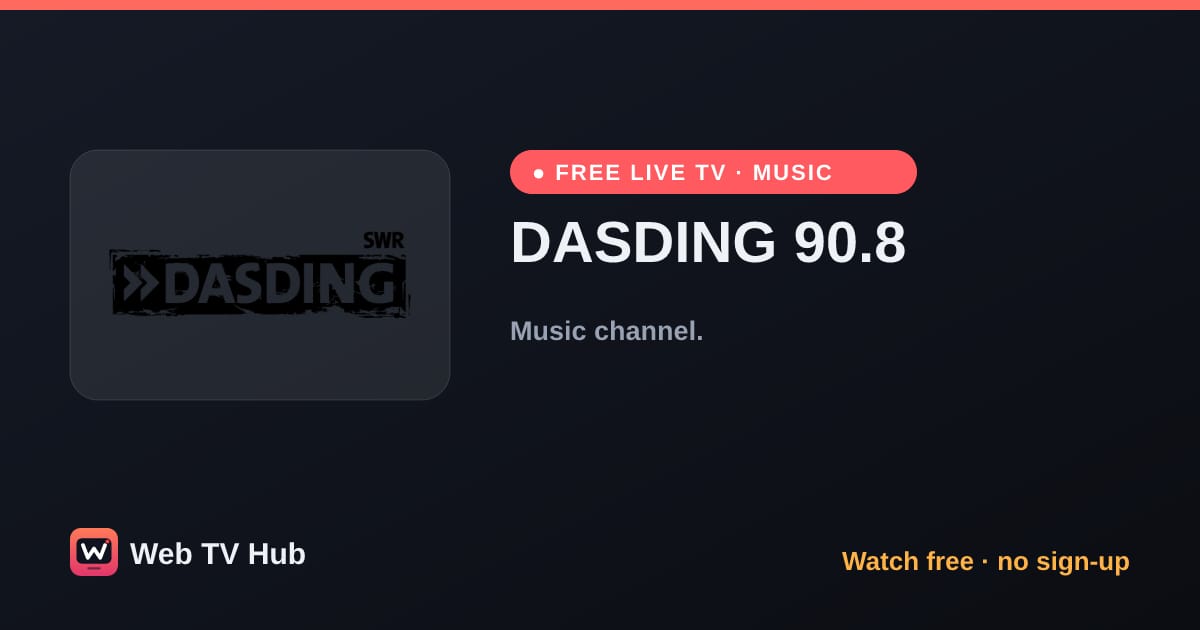 ● FREE LIVE TV · MUSIC
DASDING 90.8
SWR
»DASDING
Music channel.
W
Web TV Hub
Watch free · no sign-up